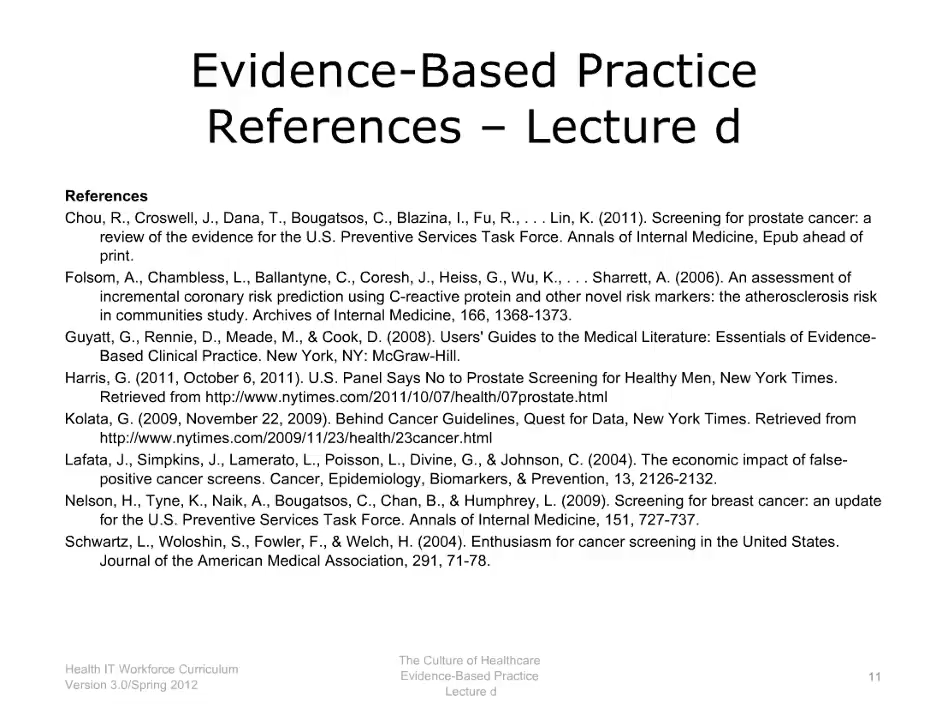 Evidence-Based Practice
References – Lecture d
References
Chou, R., Croswell, J., Dana, T., Bougatsos, C., Blazina, I., Fu, R., . . . Lin, K. (2011). Screening for prostate cancer: a
review of the evidence for the U.S. Preventive Services Task Force. Annals of Internal Medicine, Epub ahead of
print.
Folsom, A., Chambless, L., Ballantyne, C., Coresh, J., Heiss, G., Wu, K., . . . Sharrett, A. (2006). An assessment of
incremental coronary risk prediction using C-reactive protein and other novel risk markers: the atherosclerosis risk
in communities study. Archives of Internal Medicine, 166, 1368-1373.
Guyatt, G., Rennie, D., Meade, M., & Cook, D. (2008). Users' Guides to the Medical Literature: Essentials of Evidence-
Based Clinical Practice. New York, NY: McGraw-Hill.
Harris, G. (2011, October 6, 2011). U.S. Panel Says No to Prostate Screening for Healthy Men, New York Times.
Retrieved from http://www.nytimes.com/2011/10/07/health/07prostate.html
Kolata, G. (2009, November 22, 2009). Behind Cancer Guidelines, Quest for Data, New York Times. Retrieved from
http://www.nytimes.com/2009/11/23/health/23cancer.html
Lafata, J., Simpkins, J., Lamerato, L., Poisson, L., Divine, G., & Johnson, C. (2004). The economic impact of false-
positive cancer screens. Cancer, Epidemiology, Biomarkers, & Prevention, 13, 2126-2132.
Nelson, H., Tyne, K., Naik, A., Bougatsos, C., Chan, B., & Humphrey, L. (2009). Screening for breast cancer: an update
for the U.S. Preventive Services Task Force. Annals of Internal Medicine, 151, 727-737.
Schwartz, L., Woloshin, S., Fowler, F., & Welch, H. (2004). Enthusiasm for cancer screening in the United States.
Journal of the American Medical Association, 291, 71-78.
Health IT Workforce Curriculum
Version 3.0/Spring 2012
The Culture of Healthcare
Evidence-Based Practice
Lecture d
11